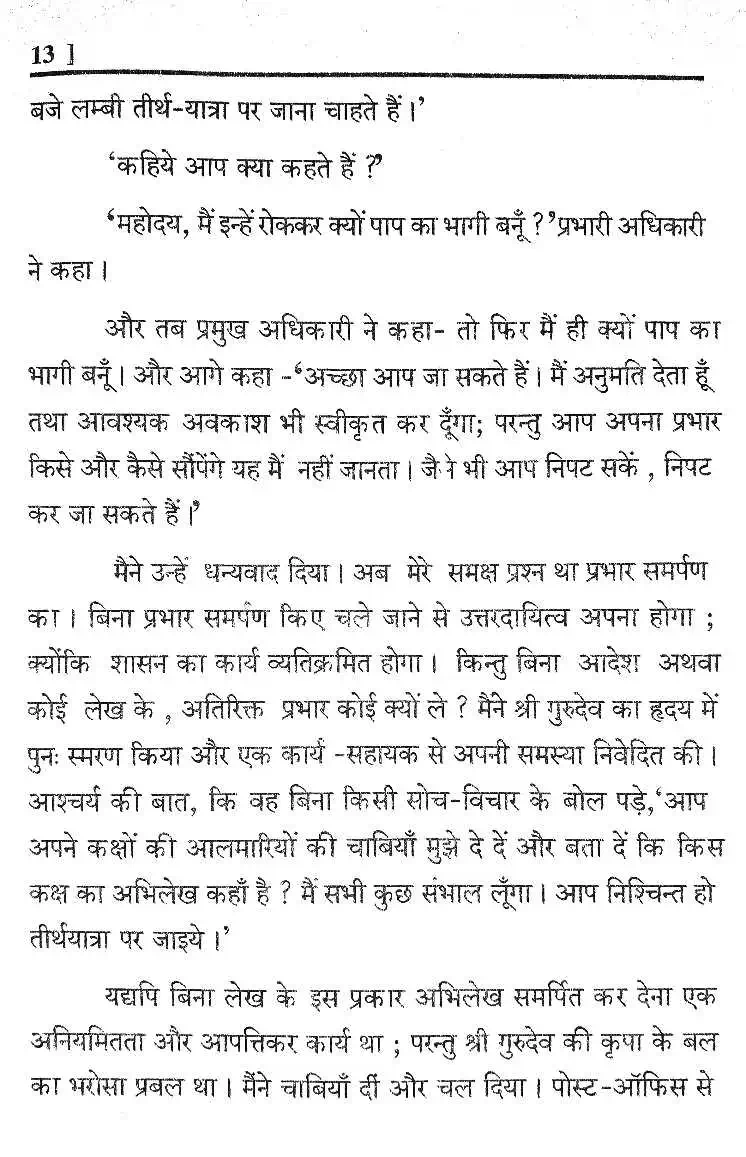 13 ]
बजे लम्बी तीर्थ-यात्रा पर जाना चाहते हैं।'
'कहिये आप क्या कहते हैं ?'
'महोदय, मैं इन्हें रोककर क्यों पाप का भागी बनूँ ?' प्रभारी अधिकारी
ने कहा।
और तब प्रमुख अधिकारी ने कहा- तो फिर मैं ही क्यों पाप का
भागी बनूँ। और आगे कहा -'अच्छा आप जा सकते हैं। मैं अनुमति देता हूँ
तथा आवश्यक अवकाश भी स्वीकृत कर दूँगा; परन्तु आप अपना प्रभार
किसे और कैसे सौंपेंगे यह मैं नहीं जानता। जैसे भी आप निपट सकें , निपट
कर जा सकते हैं।'
मैने उन्हें धन्यवाद दिया। अब मेरे समक्ष प्रश्न था प्रभार समर्पण
का। बिना प्रभार समर्पण किए चले जाने से उत्तरदायित्व अपना होगा ;
क्योंकि शासन का कार्य व्यतिक्रमित होगा। किन्तु बिना आदेश अथवा
कोई लेख के , अतिरिक्त प्रभार कोई क्यों ले ? मैंने श्री गुरुदेव का हृदय में
पुनः स्मरण किया और एक कार्य -सहायक से अपनी समस्या निवेदित की।
आश्चर्य की बात, कि वह बिना किसी सोच-विचार के बोल पड़े,'आप
अपने कक्षों की आलमारियों की चाबियाँ मुझे दे दें और बता दें कि किस
कक्ष का अभिलेख कहाँ है ? मैं सभी कुछ संभाल लूँगा। आप निश्चिन्त हो
तीर्थयात्रा पर जाइये।'
यद्यपि बिना लेख के इस प्रकार अभिलेख समर्पित कर देना एक
अनियमितता और आपत्तिकर कार्य था ; परन्तु श्री गुरुदेव की कृपा के बल
का भरोसा प्रबल था। मैंने चाबियाँ दीं और चल दिया। पोस्ट-ऑफिस से